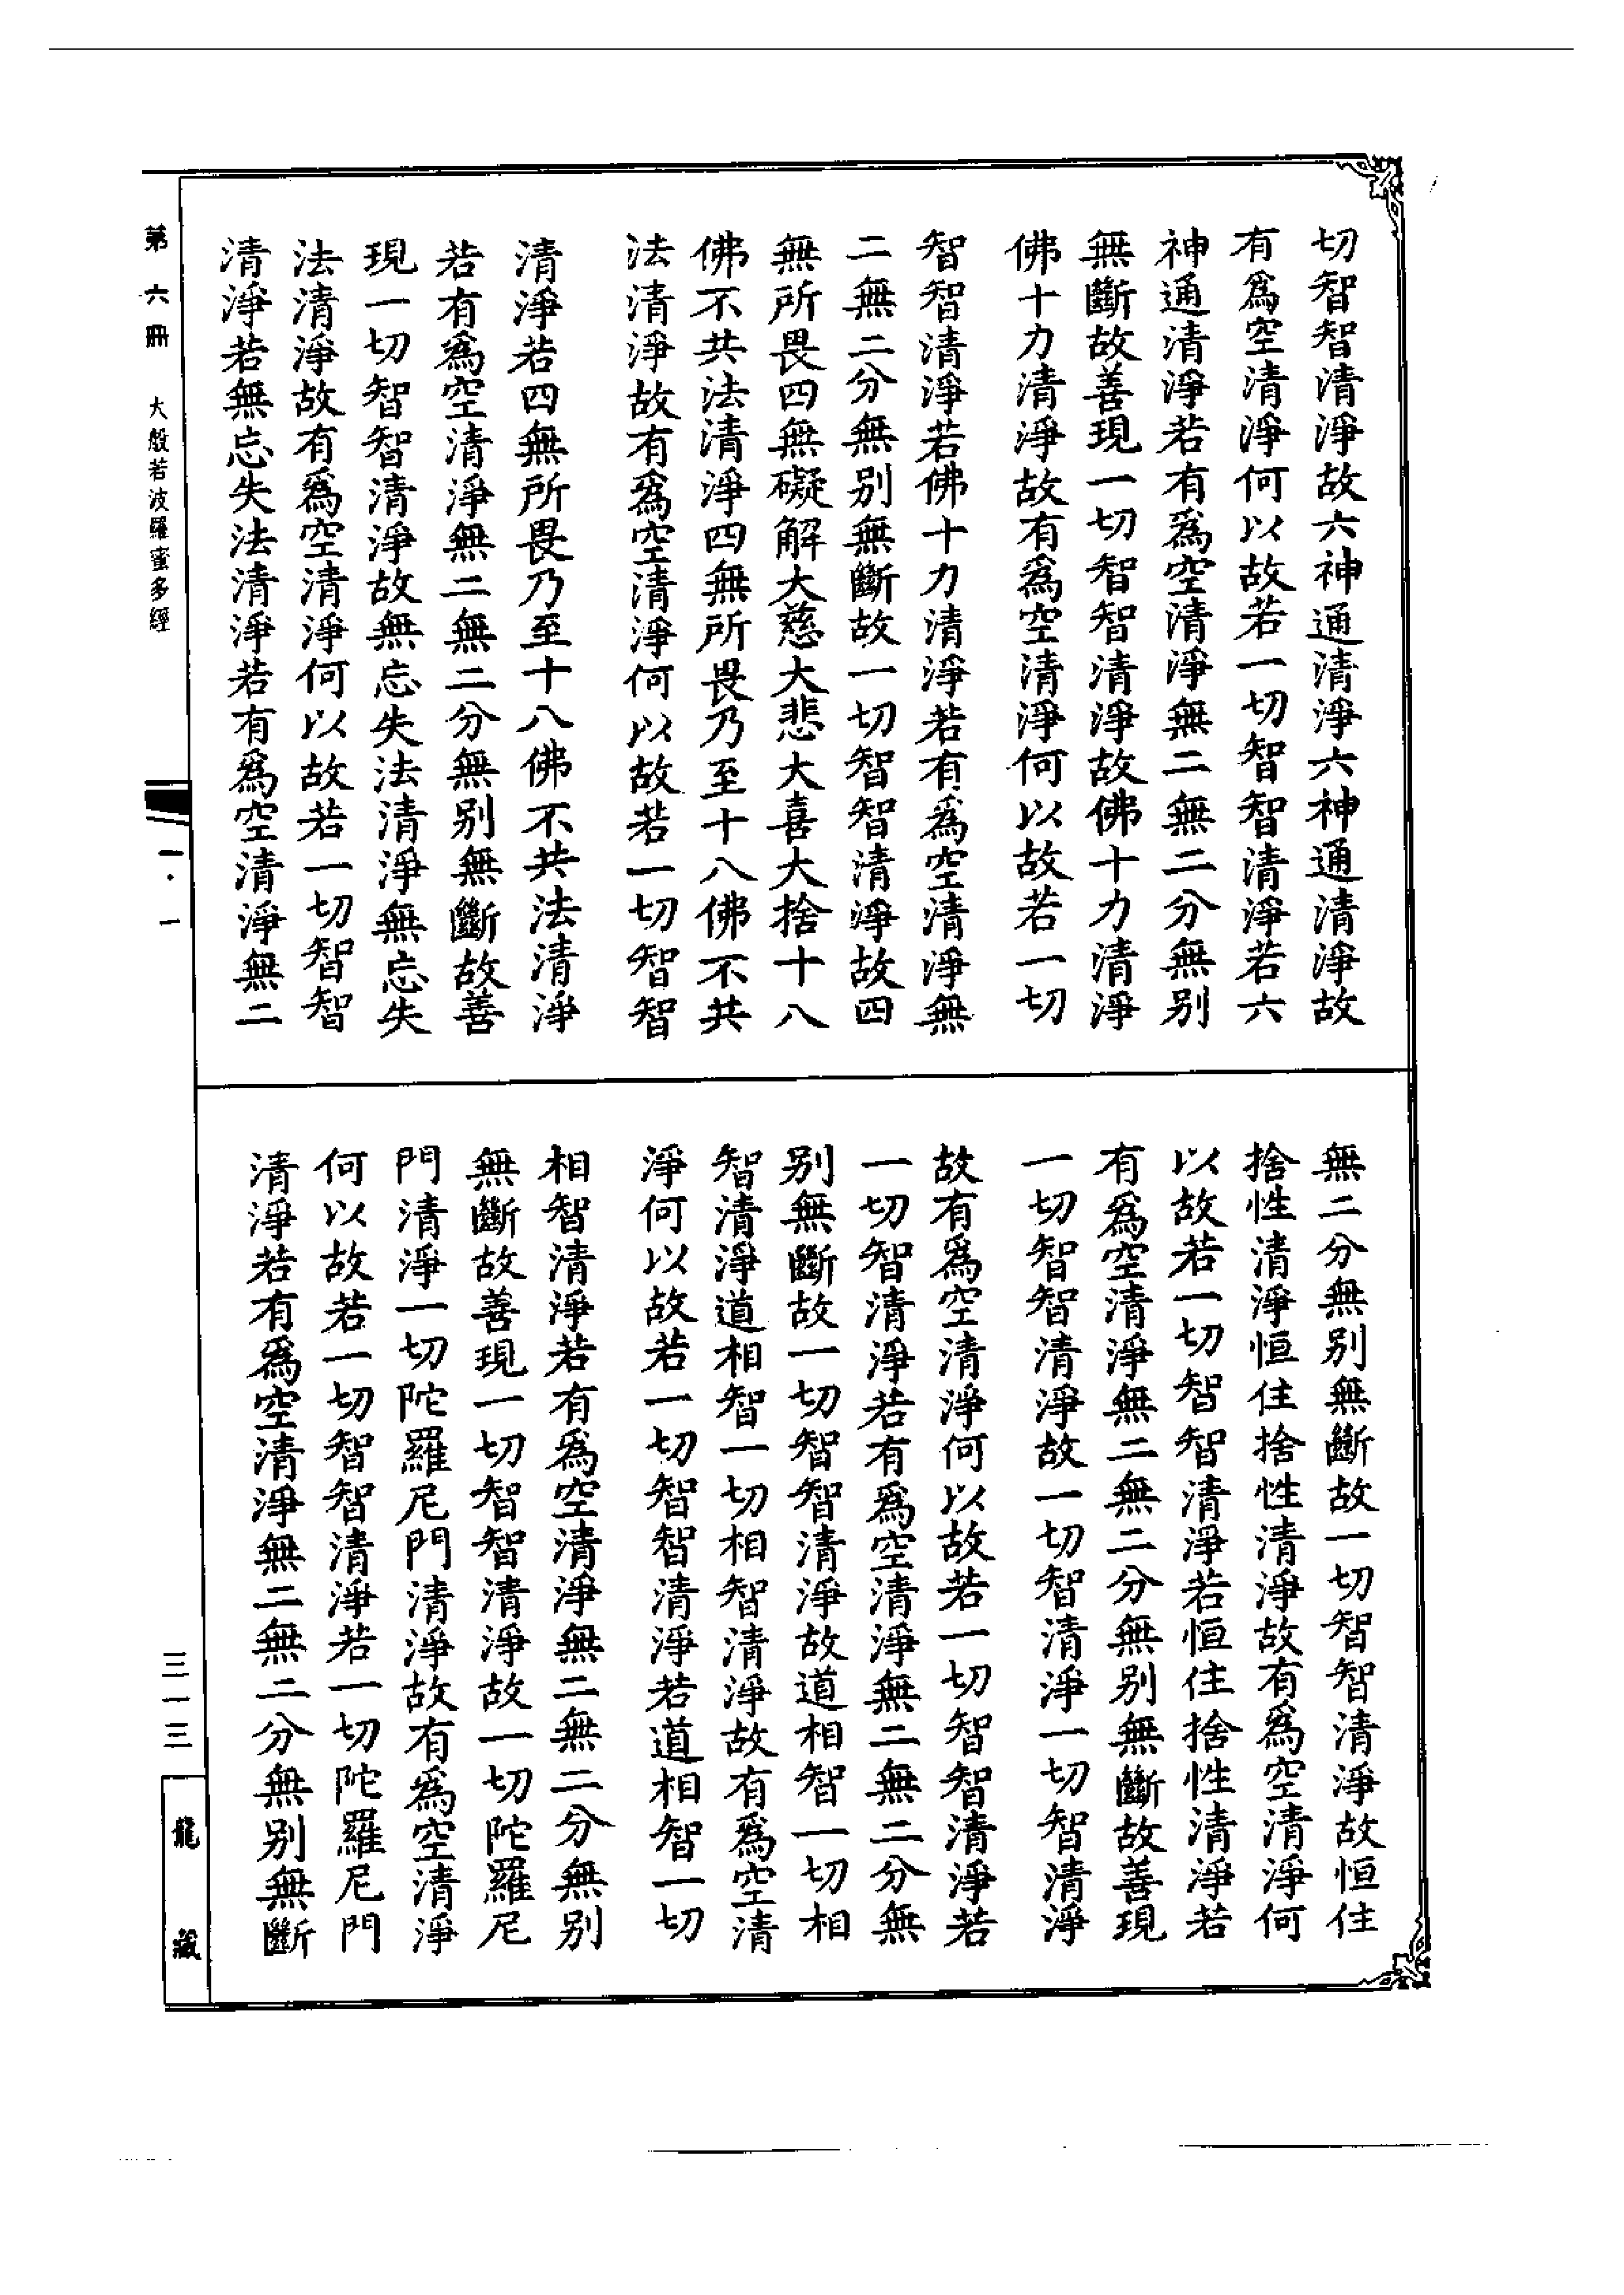 切智智清淨故六神通清淨六神通清淨故
有爲空清淨何以故若一切智智清淨若六
神通清淨若有爲空清淨無二無二分無別
無斷故善現一切智智清淨故佛十力清淨
佛十力清淨故有爲空清淨何以故若一切
智智清淨若佛十力清淨若有爲空清淨無
二無二分無別無斷故一切智智清淨故四
無所畏四無礙解大慈大悲大喜大捨十八
佛不共法清淨四無所畏乃至十八佛不共
法清淨故有爲空清淨何以故若一切智智
清淨若四無所畏乃至十八佛不共法清淨
若有爲空清淨無二無二分無別無斷故善
現一切智智清淨故無忘失法清淨無忘失
法清淨故有爲空清淨何以故若一切智智
清淨若無忘失法清淨若有爲空清淨無二
無二分無別無斷故一切智智清淨故恒住
捨性清淨恒住捨性清淨故有爲空清淨何
以故若一切智智清淨若恒住捨性清淨若
有爲空清淨無二無二分無別無斷故善現
一切智智清淨故一切智清淨一切智清淨
故有爲空清淨何以故若一切智智清淨若
一切智清淨若有爲空清淨無二無二分無
別無斷故一切智智清淨故道相智一切相
智清淨道相智一切相智清淨故有爲空清
淨何以故若一切智智清淨若道相智一切
相智清淨若有爲空清淨無二無二分無別
無斷故善現一切智智清淨故一切陀羅尼
門清淨一切陀羅尼門清淨故有爲空清淨
何以故若一切智智清淨若一切陀羅尼門
清淨若有爲空清淨無二無二分無別無斷
第六冊 大般若波羅蜜多經
一·一
三一三
龍藏